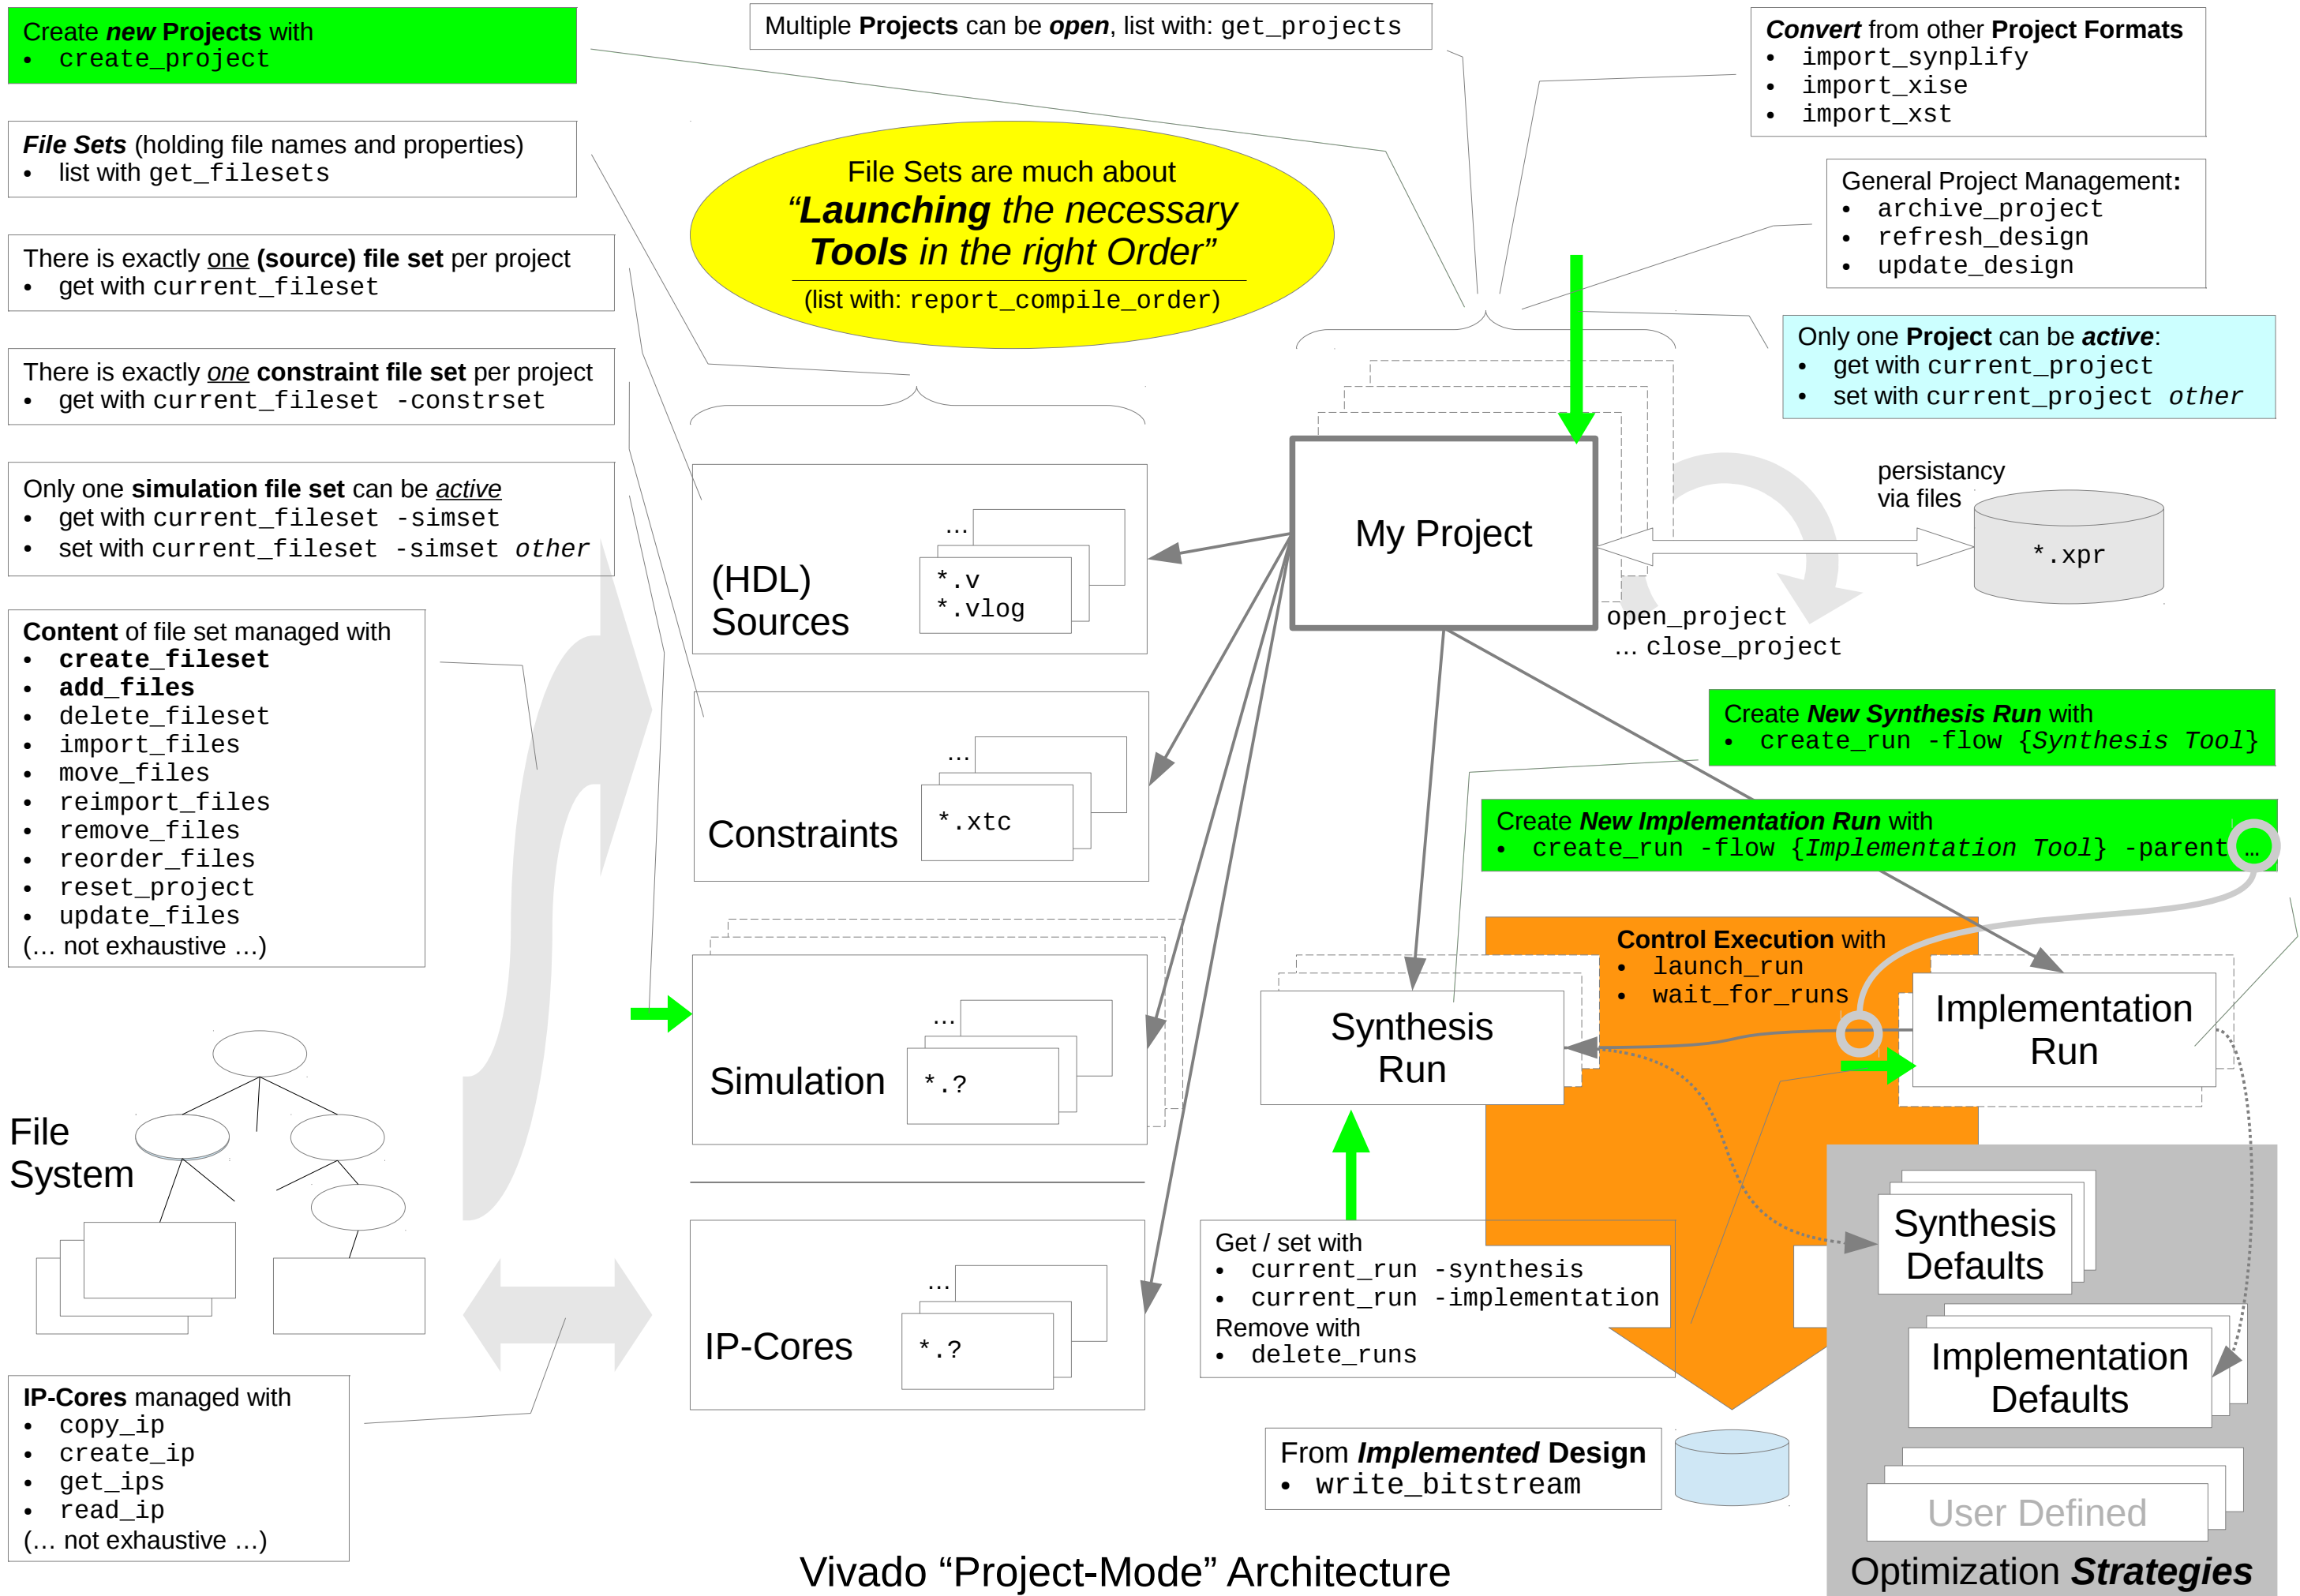 Create new Projects with
• create_project
Multiple Projects can be open, list with: get_projects
Convert from other Project Formats
• import_synplify
• import_xise
• import_xst
File Sets (holding file names and properties)
• list with get_filesets
File Sets are much about
“Launching the necessary
Tools in the right Order”
(list with: report_compile_order)
General Project Management:
• archive_project
• refresh_design
• update_design
There is exactly one (source) file set per project
• get with current_fileset
Only one Project can be active:
• get with current_project
• set with current_project other
There is exactly one constraint file set per project
• get with current_fileset -constrset
Only one simulation file set can be active
• get with current_fileset -simset
• set with current_fileset -simset other
(HDL)
Sources
...
*.v
*.vlog
My Project
persistancy
via files
*.xpr
open_project
... close_project
Content of file set managed with
• create_fileset
• add_files
• delete_fileset
• import_files
• move_files
• reimport_files
• remove_files
• reorder_files
• reset_project
• update_files
(... not exhaustive ...)
Constraints
...
*.xtc
Create New Synthesis Run with
• create_run -flow {Synthesis Tool}
Create New Implementation Run with
• create_run -flow {Implementation Tool} -parent ...
Control Execution with
• launch_run
• wait_for_runs
Simulation
...
*.?
Synthesis
Run
Implementation
Run
File
System
IP-Cores
...
*.?
Get / set with
• current_run -synthesis
• current_run -implementation
Remove with
• delete_runs
Synthesis
Defaults
Implementation
Defaults
User Defined
Optimization Strategies
IP-Cores managed with
• copy_ip
• create_ip
• get_ips
• read_ip
(... not exhaustive ...)
From Implemented Design
• write_bitstream
Vivado “Project-Mode” Architecture